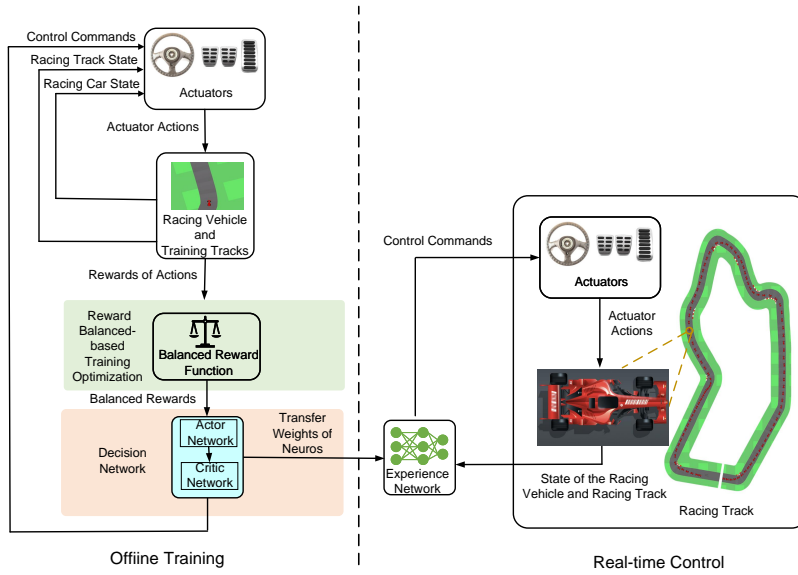 Control Commands
Racing Track State
Racing Car State
Actuators
Actuator Actions
Racing Vehicle
and
Training Tracks
Rewards of Actions
Reward
Balanced-
based
Training
Optimization
Balanced Reward
Function
Balanced Rewards
Decision
Network
Actor
Network
Critic
Network
Transfer
Weights of
Neuros
Offiine Training
Control Commands
Experience
Network
Actuators
Actuator
Actions
State of the Racing
Vehicle and Racing Track
Racing Track
Real-time Control